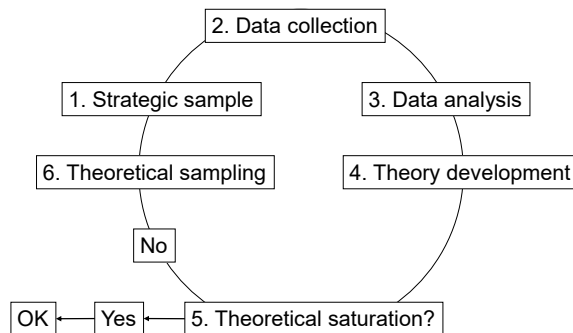 2. Data collection
1. Strategic sample
3. Data analysis
6. Theoretical sampling
4. Theory development
No
OK
Yes
5. Theoretical saturation?